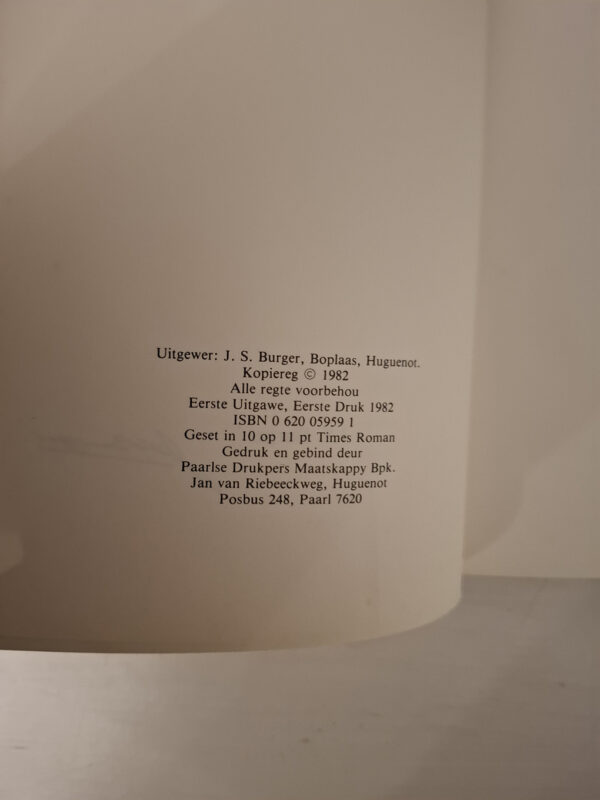 Uitgewer: J. S. Burger, Boplaas, Huguenot.
Kopiereg © 1982
Alle regte voorbehou
Eerste Uitgawe, Eerste Druk 1982
ISBN 0 620 05959 1
Geset in 10 op 11 pt Times Roman
Gedruk en gebind deur
Paarlse Drukpers Maatskappy Bpk.
Jan van Riebeeckweg, Huguenot
Posbus 248, Paarl 7620